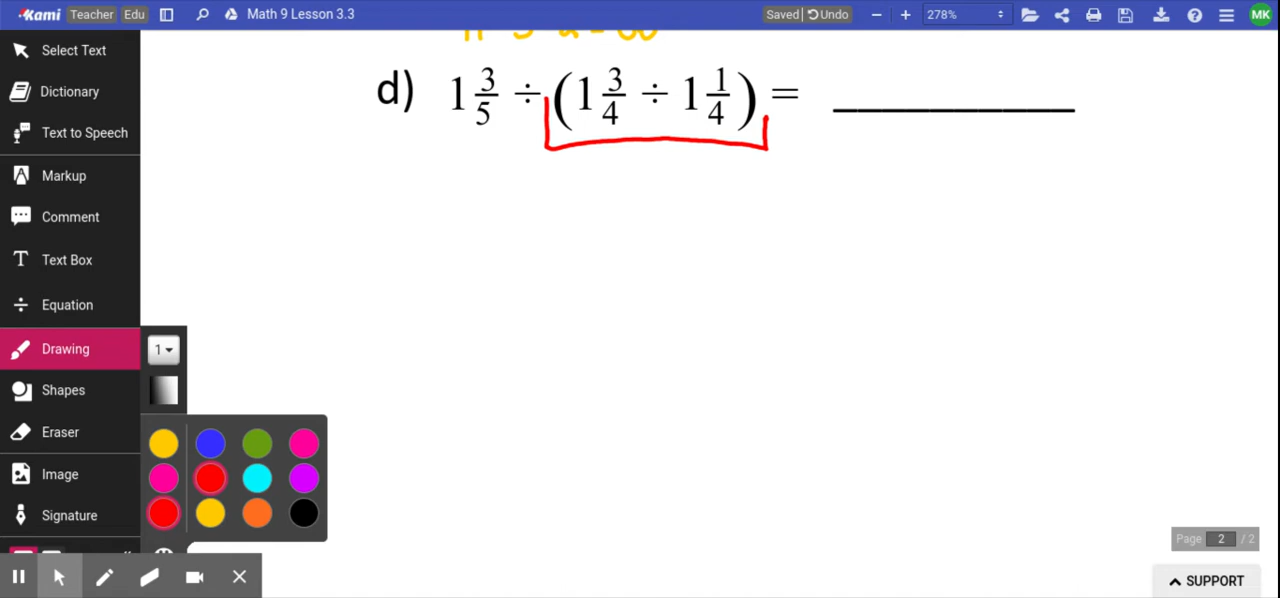 Kami Teacher Edu Math 9 Lesson 3.3 Saved Undo − + 278% MK
Select Text
Dictionary
Text to Speech
Markup
Comment
Text Box
Equation
Drawing
Shapes
Eraser
Image
Signature
1
d) 1 3/5 ÷ (1 3/4 ÷ 1 1/4) = __________
Page 2 / 2
SUPPORT